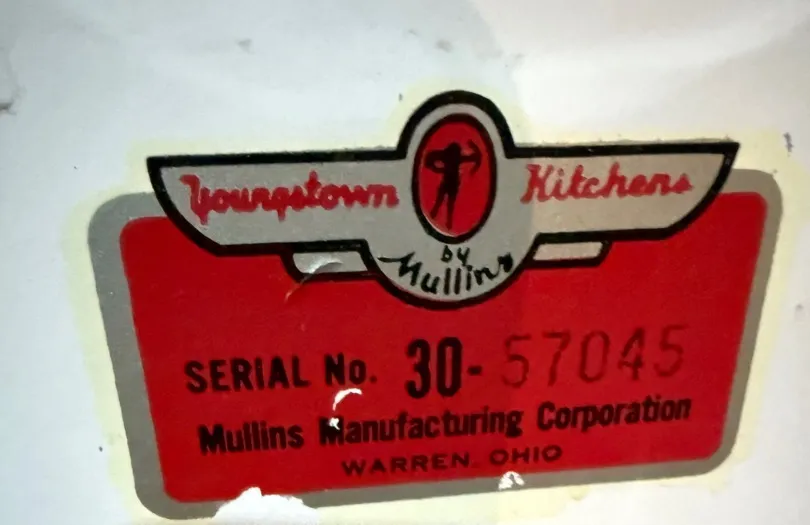 Youngstown Kitchens
by
Mullins
SERIAL No. 30-57045
Mullins Manufacturing Corporation
WARREN, OHIO